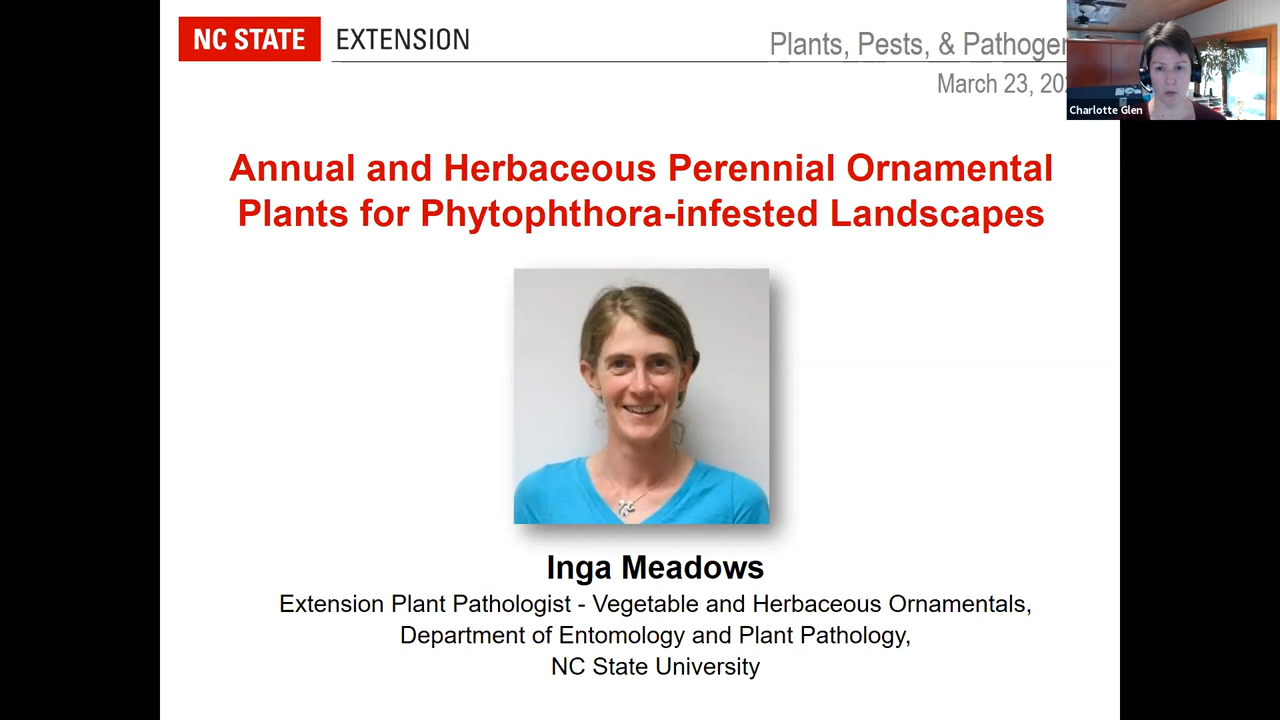 NC STATE EXTENSION
Plants, Pests, & Pathogen
March 23, 202
Charlotte Glen
Annual and Herbaceous Perennial Ornamental
Plants for Phytophthora-infested Landscapes
Inga Meadows
Extension Plant Pathologist - Vegetable and Herbaceous Ornamentals,
Department of Entomology and Plant Pathology,
NC State University